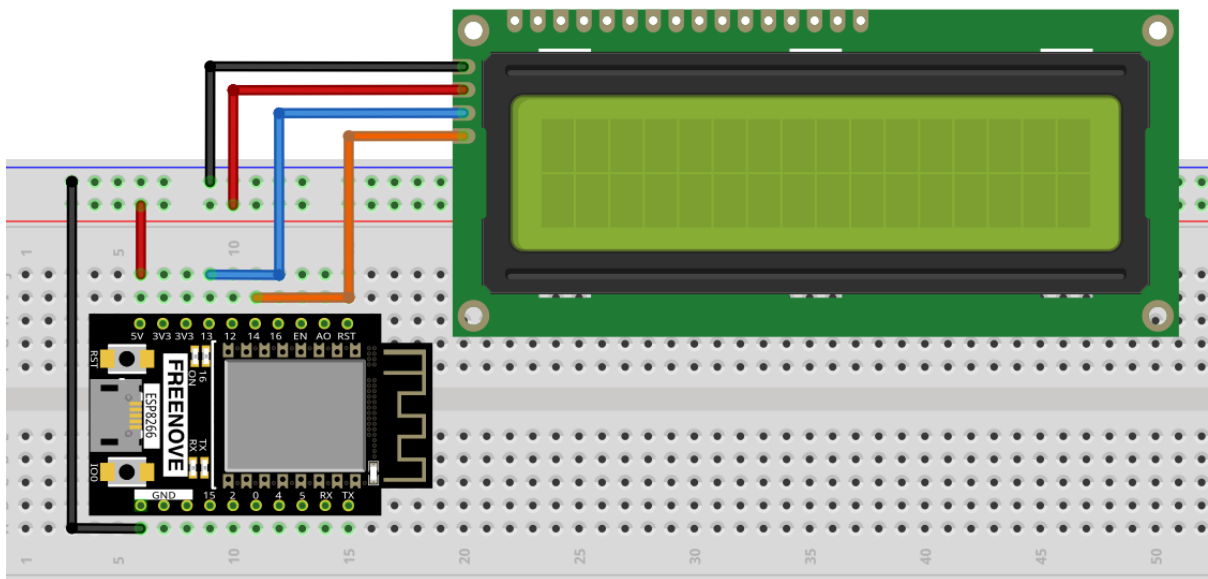 1
5
10
5V 3V3 3V3 13 12 14 16 EN AO RST
RST
ON
16
FREENOVE
ESP8266
RX
TX
IO0
GND 15 2 0 4 5 RX TX
1 5 10 15 20 25 30 35 40 45 50